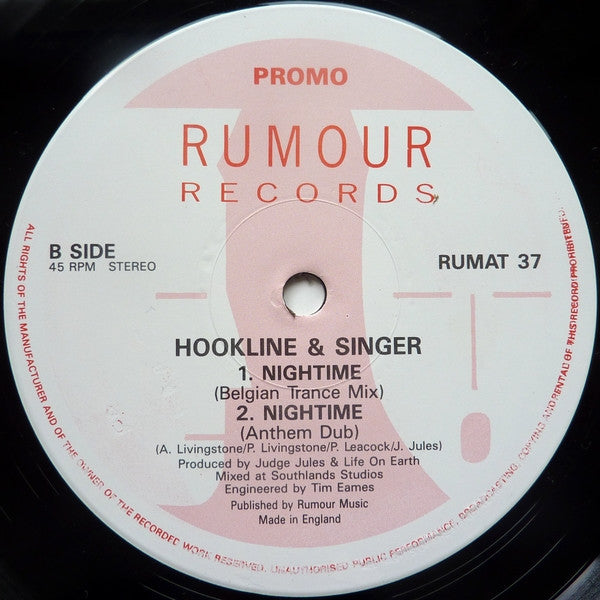 PROMO
RUMOUR
RECORDS
B SIDE
45 RPM STEREO
RUMAT 37
HOOKLINE & SINGER
1. NIGHTIME
(Belgian Trance Mix)
2. NIGHTIME
(Anthem Dub)
(A. Livingstone/P. Livingstone/P. Leacock/J. Jules)
Produced by Judge Jules & Life On Earth
Mixed at Southlands Studios
Engineered by Tim Eames
Published by Rumour Music
Made in England
ALL RIGHTS OF THE MANUFACTURER AND OF THE OWNER OF THE RECORDED WORK RESERVED. UNAUTHORISED PUBLIC PERFORMANCE, BROADCASTING, COPYING AND RENTAL OF THIS RECORD PROHIBITED.